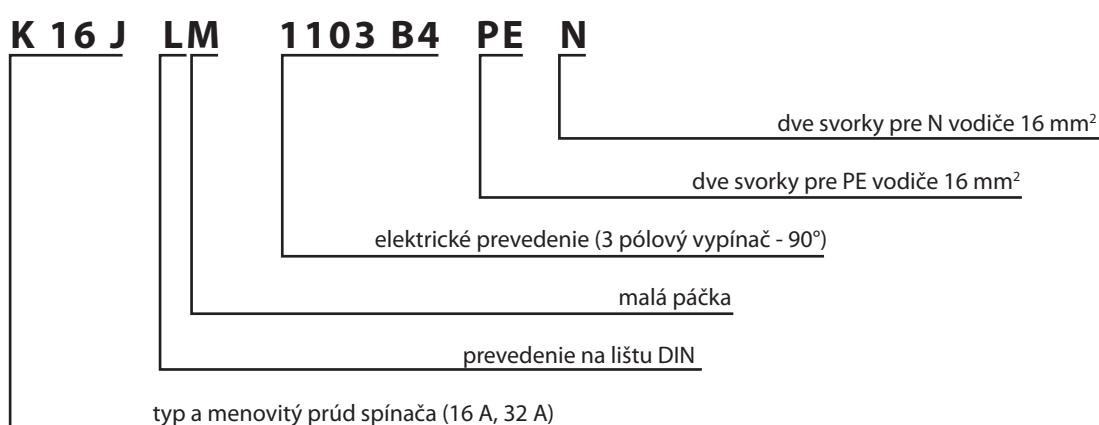 K 16 J LM 1103 B4 PE N
dve svorky pre N vodiče 16 mm²
dve svorky pre PE vodiče 16 mm²
elektrické prevedenie (3 pólový vypínač - 90°)
malá páčka
prevedenie na lištu DIN
typ a menovitý prúd spínača (16 A, 32 A)